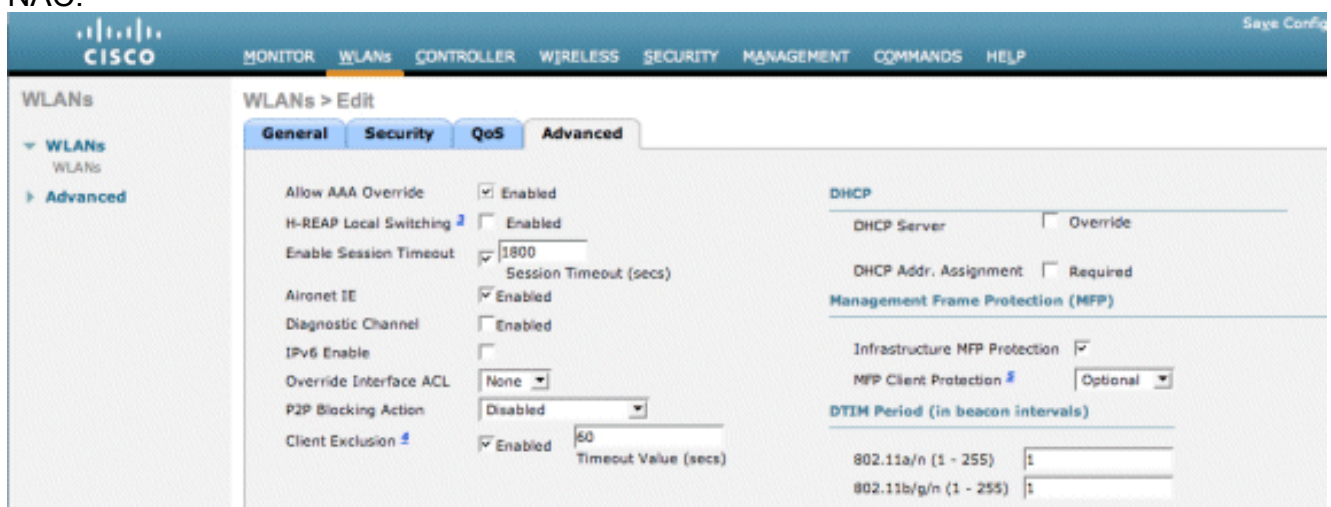 NAC.
Save Config
CISCO
MONITOR WLANs CONTROLLER WIRELESS SECURITY MANAGEMENT COMMANDS HELP
WLANs
WLANs
WLANs
Advanced
WLANs > Edit
General Security QoS Advanced
Allow AAA Override Enabled
H-REAP Local Switching 3 Enabled
Enable Session Timeout 1800
Session Timeout (secs)
Aironet IE Enabled
Diagnostic Channel Enabled
IPv6 Enable
Override Interface ACL None
P2P Blocking Action Disabled
Client Exclusion 4 Enabled 60
Timeout Value (secs)
DHCP
DHCP Server Override
DHCP Addr. Assignment Required
Management Frame Protection (MFP)
Infrastructure MFP Protection
MFP Client Protection 5 Optional
DTIM Period (in beacon intervals)
802.11a/n (1 - 255) 1
802.11b/g/n (1 - 255) 1